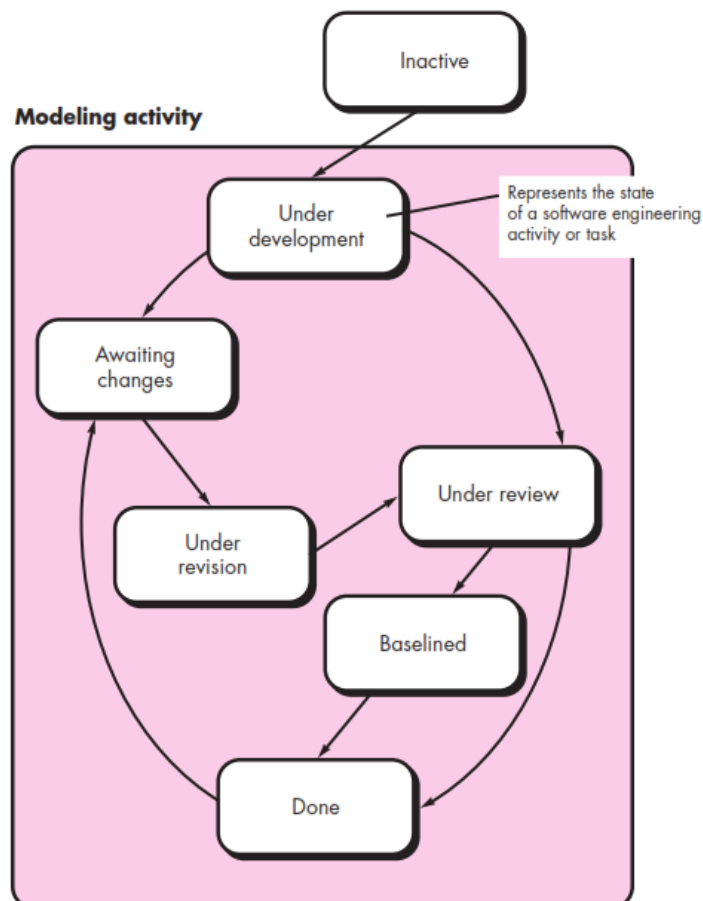 Inactive
Modeling activity
Under
development
Represents the state
of a software engineering
activity or task
Awaiting
changes
Under review
Under
revision
Baselined
Done